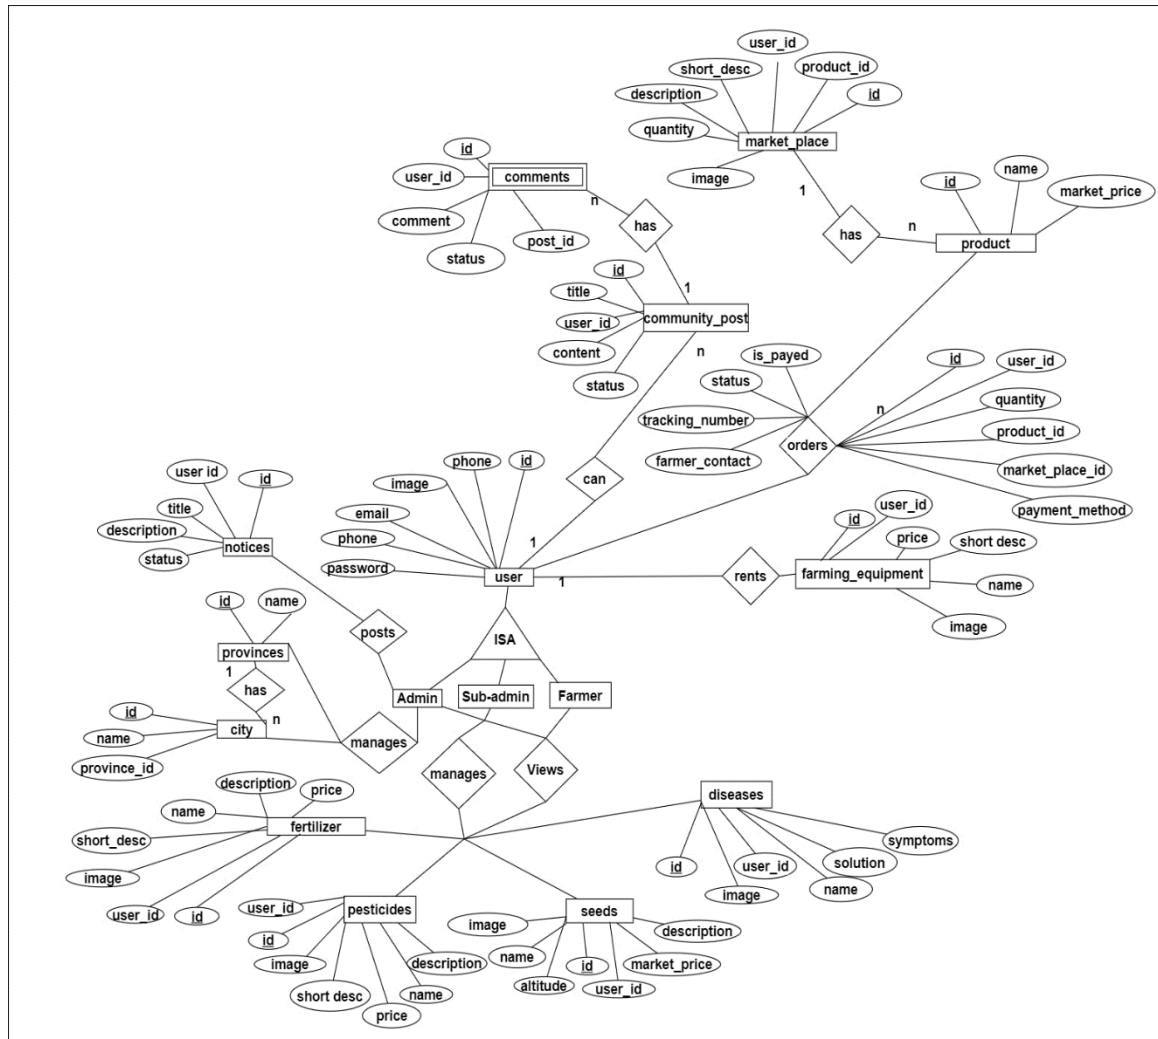 user_id
short_desc
product_id
description
id
quantity
market_place
image
1
has
n
id
name
market_price
product
id
user_id
comments
comment
status
post_id
n
has
1
id
title
user_id
community_post
content
status
n
can
1
is_payed
status
tracking_number
farmer_contact
orders
n
id
user_id
quantity
product_id
market_place_id
payment_method
phone
id
image
email
phone
password
user
1
rents
id
user_id
price
short desc
farming_equipment
name
image
user id
id
title
description
status
notices
posts
id
name
provinces
1
has
n
id
name
city
province_id
manages
ISA
Admin
Sub-admin
Farmer
manages
Views
description
price
name
fertilizer
short_desc
image
user_id
id
user_id
pesticides
id
image
short desc
price
name
description
image
seeds
description
name
altitude
id
user_id
market_price
diseases
id
image
user_id
name
solution
symptoms